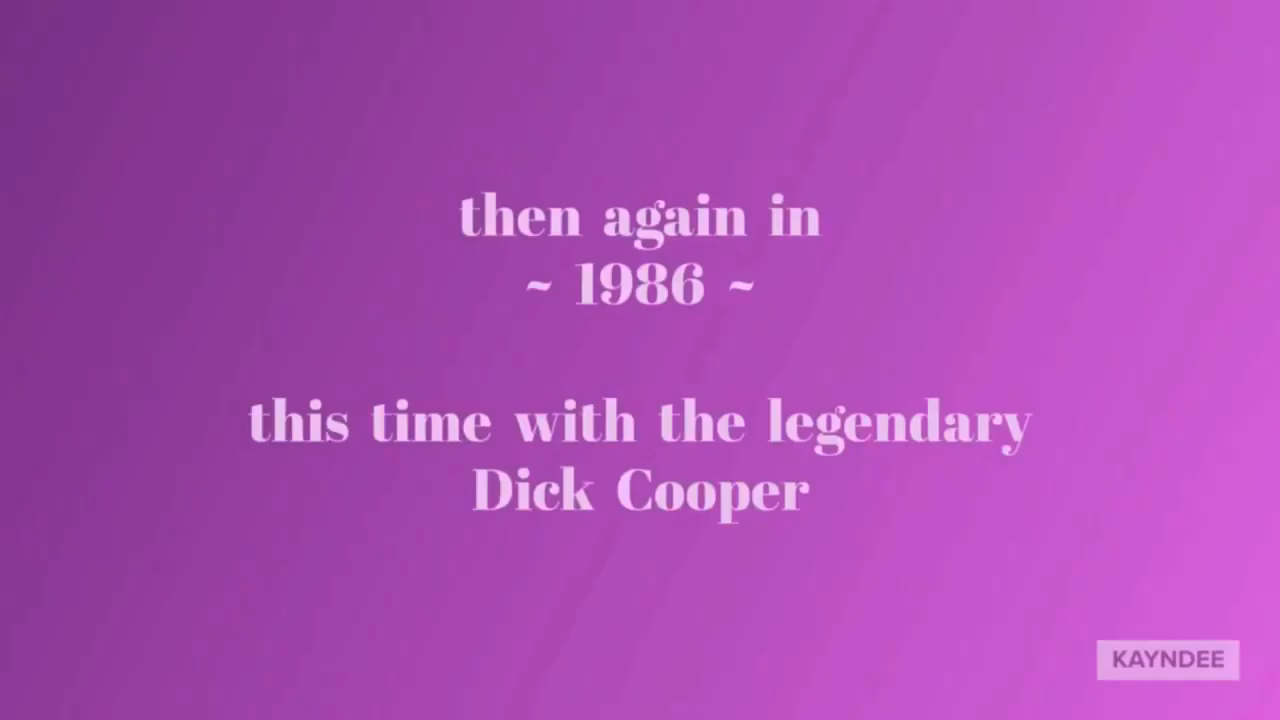 then again in
~ 1986 ~
this time with the legendary
Dick Cooper
KAYNDEE